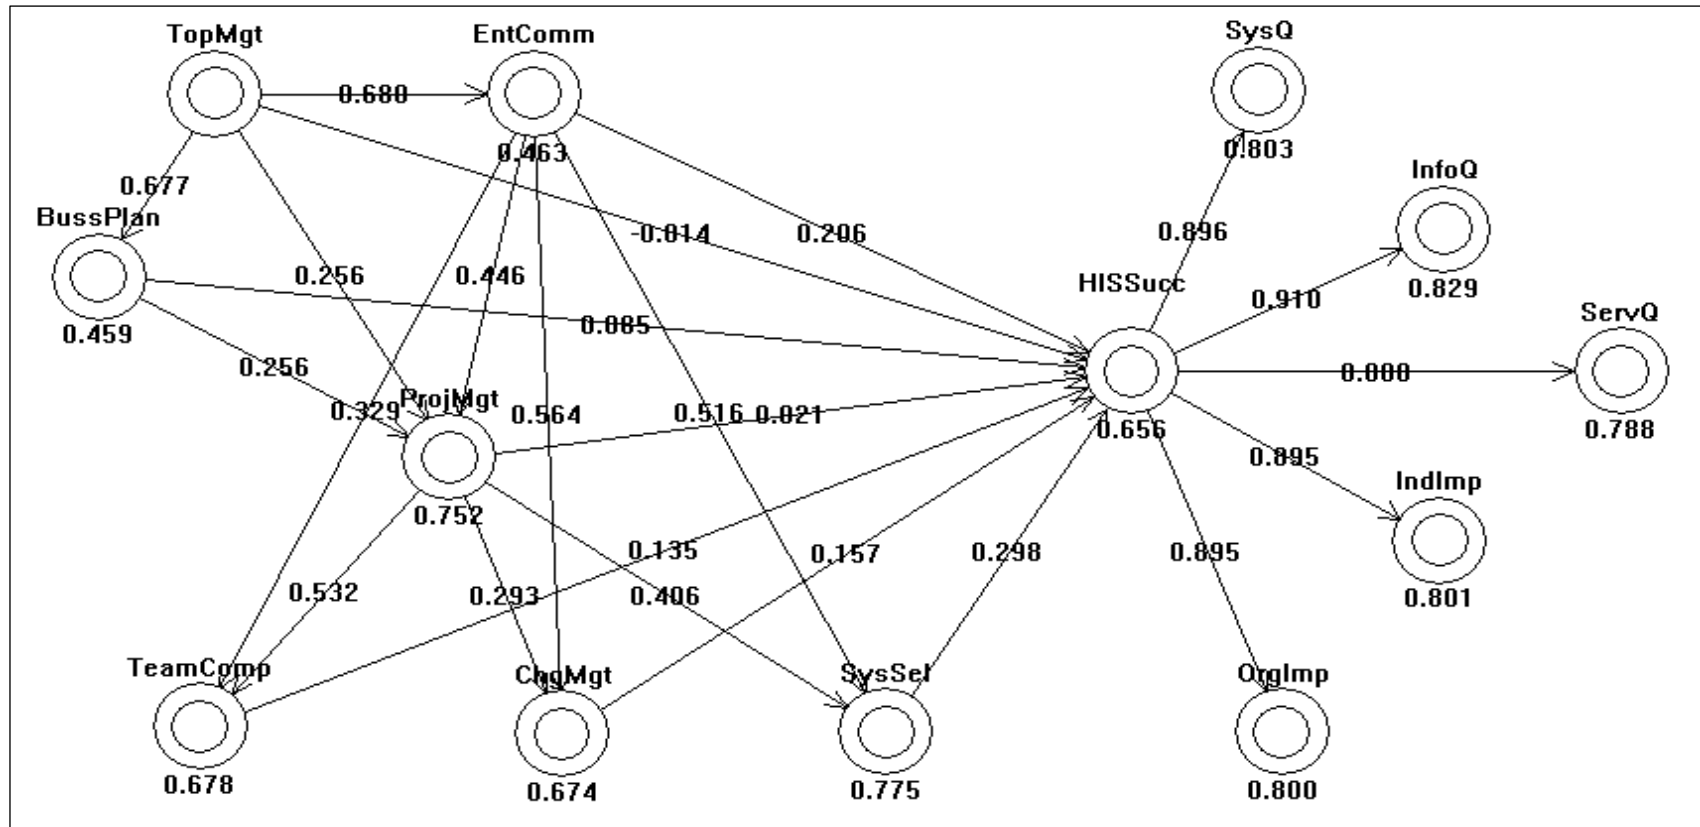 TopMgt
EntComm
SysQ
0.680
0.463
0.803
InfoQ
0.677
BussPlan
-0.014
0.206
0.896
0.256
0.446
HISSucc
0.829
0.910
ServQ
0.459
0.085
0.256
0.000
ProjMgt
0.329
0.564
0.516
0.021
0.656
0.788
0.895
IndImp
0.752
0.135
0.157
0.298
0.895
0.532
0.293
0.406
0.801
TeamComp
ChgMgt
SysSel
OrgImp
0.678
0.674
0.775
0.800